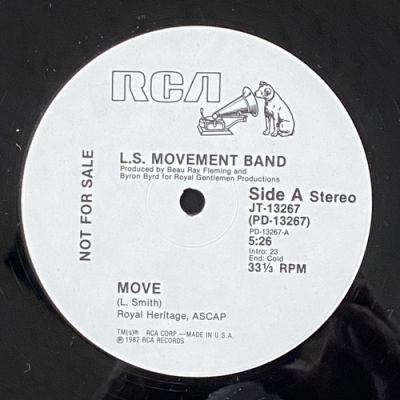 RCA
L.S. MOVEMENT BAND
Produced by Beau Ray Fleming and
Byron Byrd for Royal Gentlemen Productions
NOT FOR SALE
Side A Stereo
JT-13267
(PD-13267)
PD-13267-A
5:26
Intro: 23
End: Cold
33⅓ RPM
MOVE
(L. Smith)
Royal Heritage, ASCAP
TM(s)® RCA CORP.—MADE IN U.S.A.
℗ 1982 RCA RECORDS